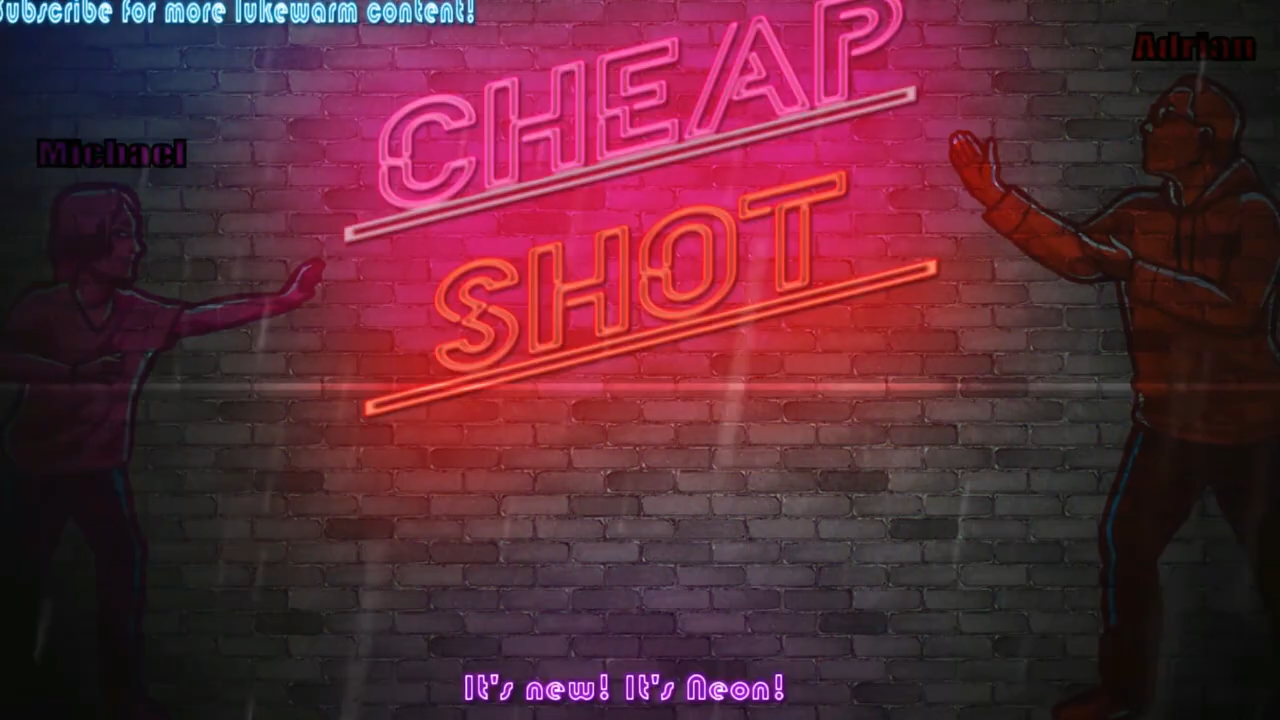 Subscribe for more lukewarm content!
Adrian
Michael
CHEAP
SHOT
It's new! It's Neon!